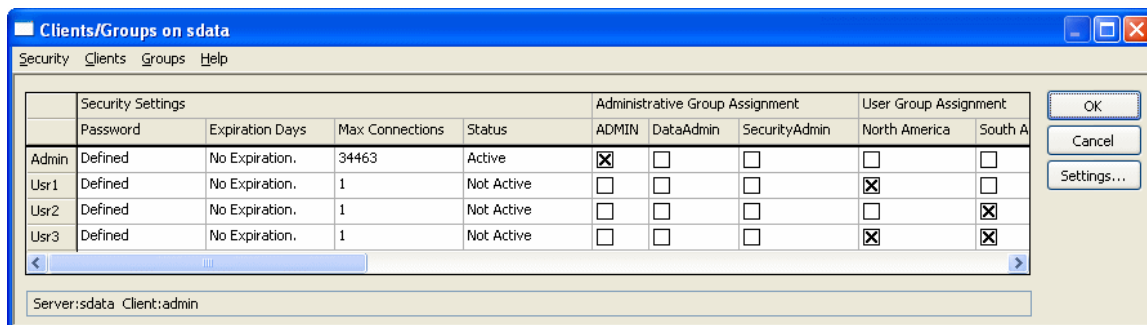 Clients/Groups on sdata
Security Clients Groups Help
Security Settings Administrative Group Assignment User Group Assignment
Password Expiration Days Max Connections Status ADMIN DataAdmin SecurityAdmin North America South A
Admin Defined No Expiration. 34463 Active
Usr1 Defined No Expiration. 1 Not Active
Usr2 Defined No Expiration. 1 Not Active
Usr3 Defined No Expiration. 1 Not Active
OK
Cancel
Settings...
Server:sdata Client:admin